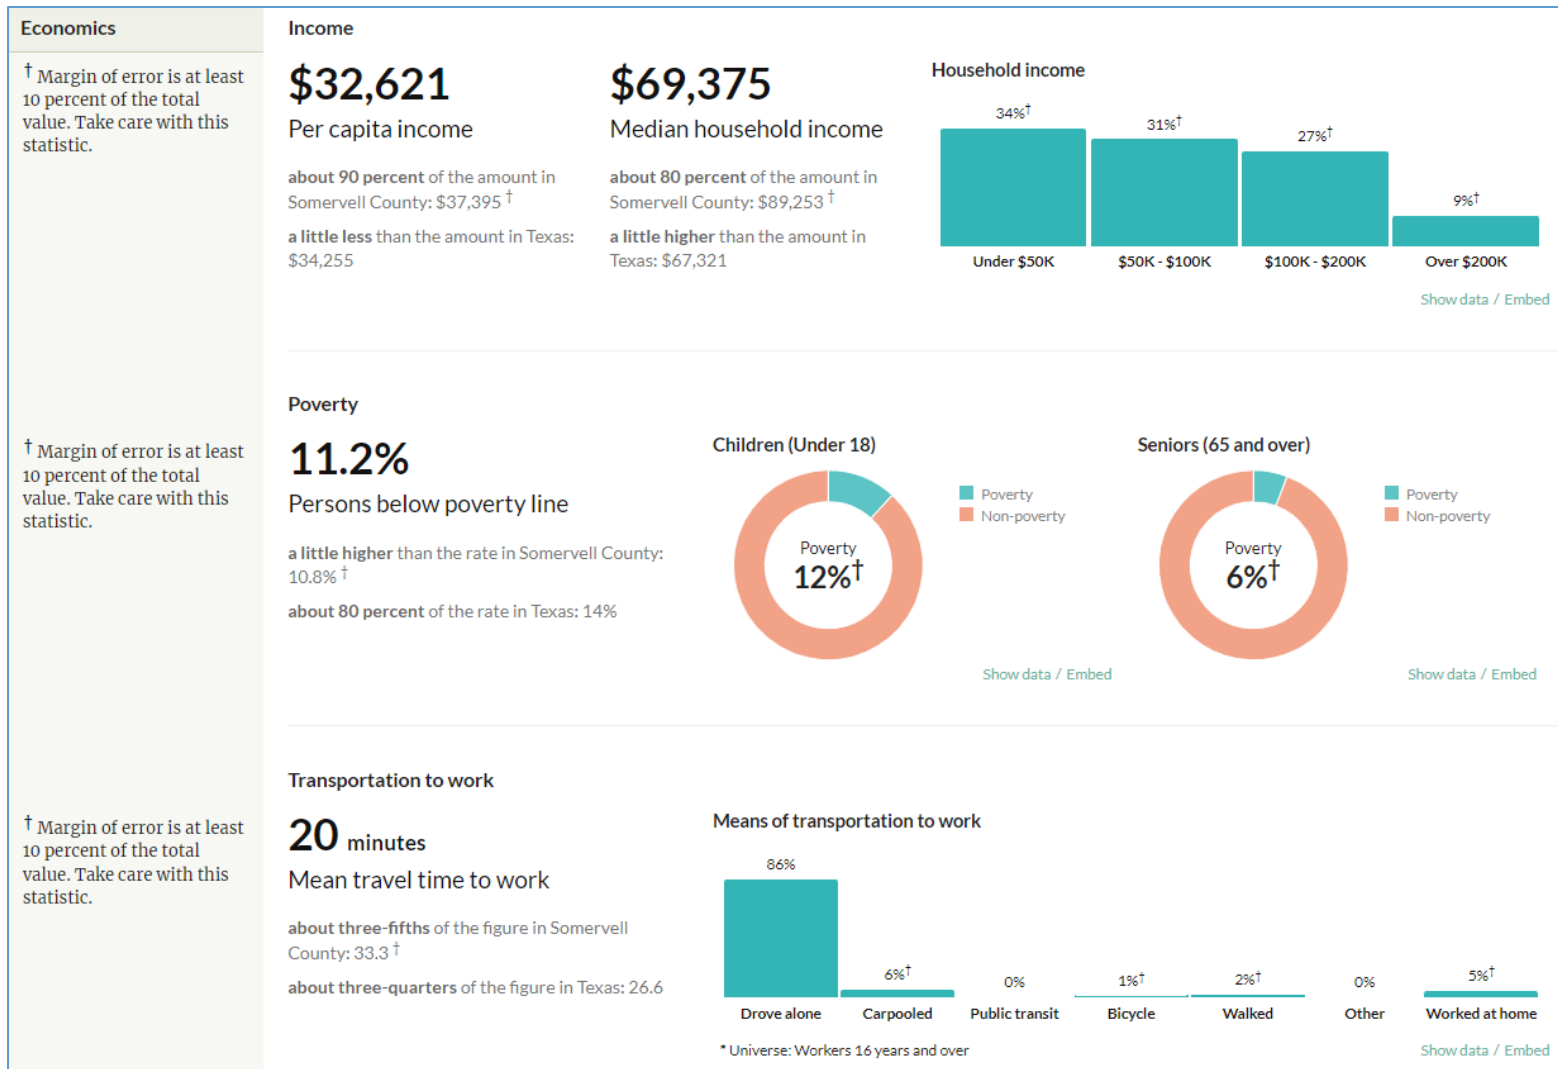 Economics
† Margin of error is at least
10 percent of the total
value. Take care with this
statistic.
Income
$32,621
Per capita income
about 90 percent of the amount in
Somervell County: $37,395 †
a little less than the amount in Texas:
$34,255
$69,375
Median household income
about 80 percent of the amount in
Somervell County: $89,253 †
a little higher than the amount in
Texas: $67,321
Household income
34%†
31%†
27%†
9%†
Under $50K
$50K - $100K
$100K - $200K
Over $200K
Show data / Embed
† Margin of error is at least
10 percent of the total
value. Take care with this
statistic.
Poverty
11.2%
Persons below poverty line
a little higher than the rate in Somervell County:
10.8% †
about 80 percent of the rate in Texas: 14%
Children (Under 18)
Poverty
12%†
Poverty
Non-poverty
Show data / Embed
Seniors (65 and over)
Poverty
6%†
Poverty
Non-poverty
Show data / Embed
† Margin of error is at least
10 percent of the total
value. Take care with this
statistic.
Transportation to work
20 minutes
Mean travel time to work
about three-fifths of the figure in Somervell
County: 33.3 †
about three-quarters of the figure in Texas: 26.6
Means of transportation to work
86%
6%†
0%
1%†
2%†
0%
5%†
Drove alone
Carpooled
Public transit
Bicycle
Walked
Other
Worked at home
* Universe: Workers 16 years and over
Show data / Embed